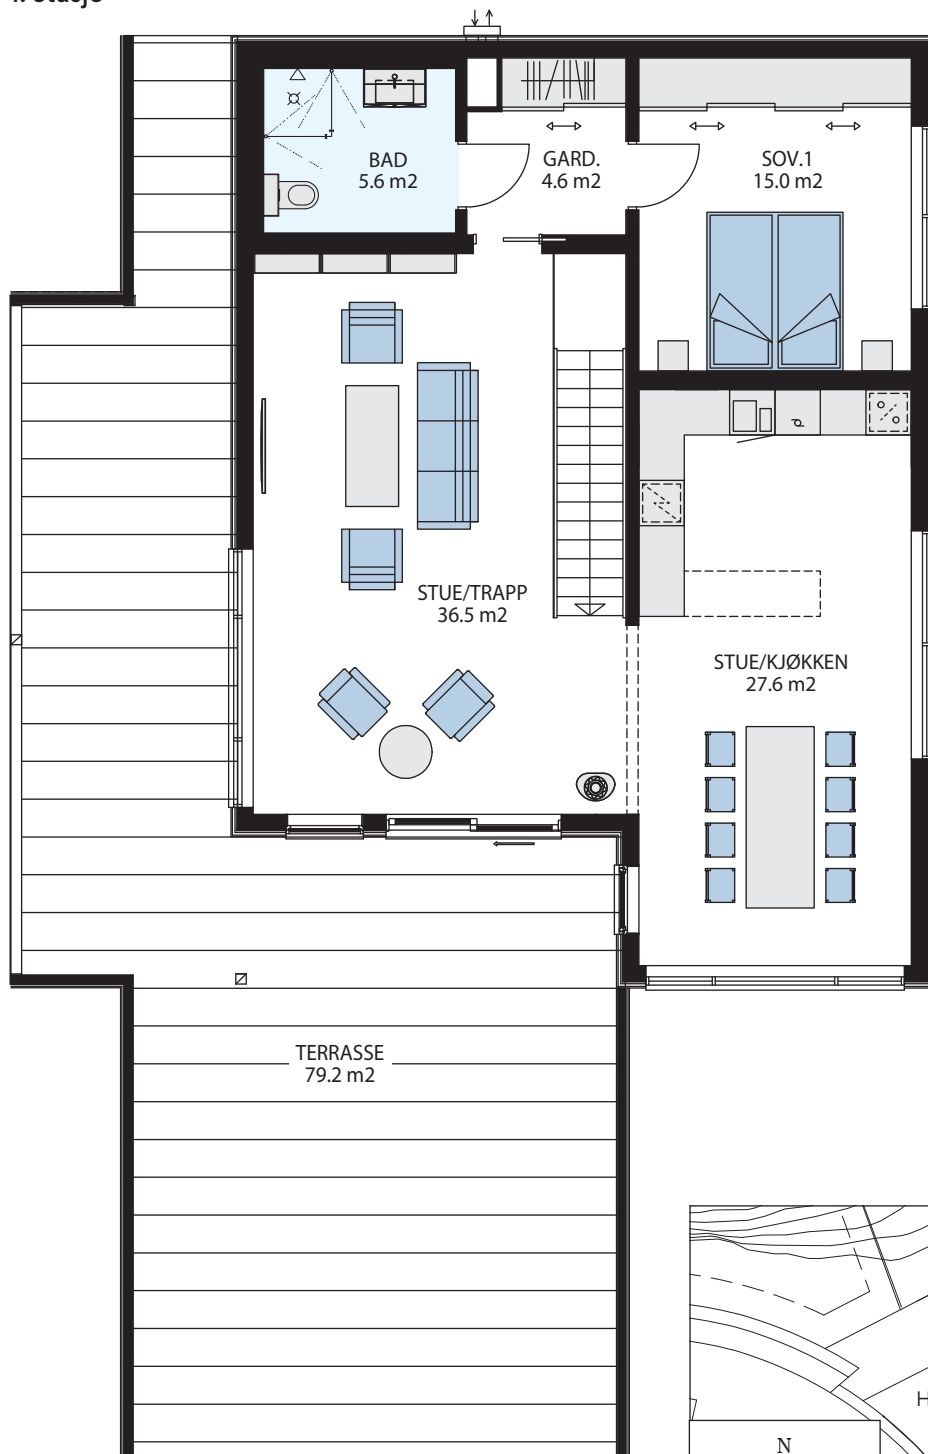 BAD
5.6 m2
GARD.
4.6 m2
SOV.1
15.0 m2
STUE/TRAPP
36.5 m2
STUE/KJØKKEN
27.6 m2
TERRASSE
79.2 m2
H
N